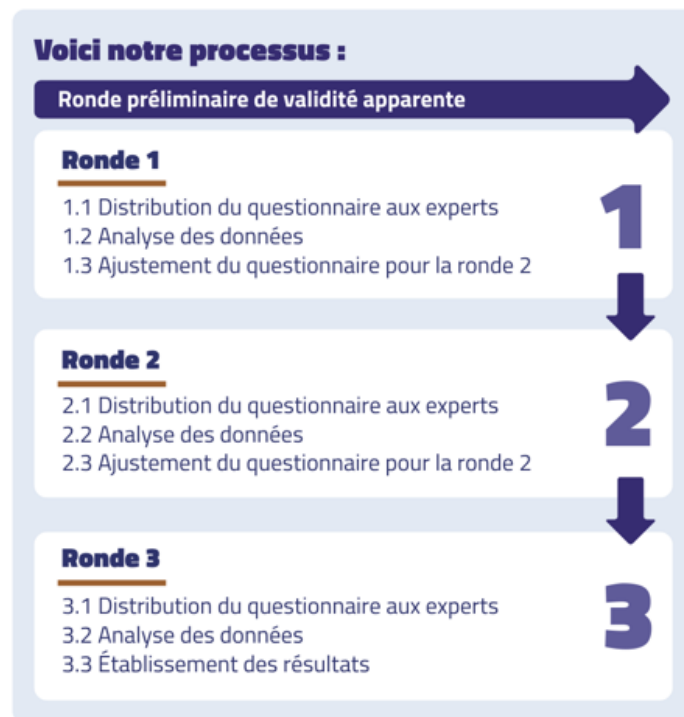 Voici notre processus :
Ronde préliminaire de validité apparente
Ronde 1
1.1 Distribution du questionnaire aux experts
1.2 Analyse des données
1.3 Ajustement du questionnaire pour la ronde 2
1
Ronde 2
2.1 Distribution du questionnaire aux experts
2.2 Analyse des données
2.3 Ajustement du questionnaire pour la ronde 2
2
Ronde 3
3.1 Distribution du questionnaire aux experts
3.2 Analyse des données
3.3 Établissement des résultats
3